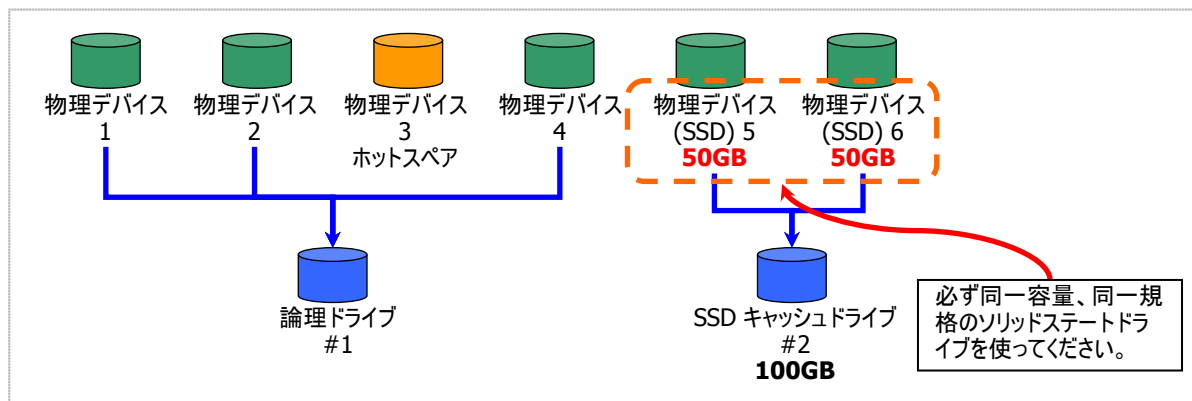 物理デバイス
1
物理デバイス
2
物理デバイス
3
ホットスペア
物理デバイス
4
物理デバイス
(SSD) 5
50GB
物理デバイス
(SSD) 6
50GB
論理ドライブ
#1
SSD キャッシュドライブ
#2
100GB
必ず同一容量、同一規
格のソリッドステートドラ
イブを使ってください。